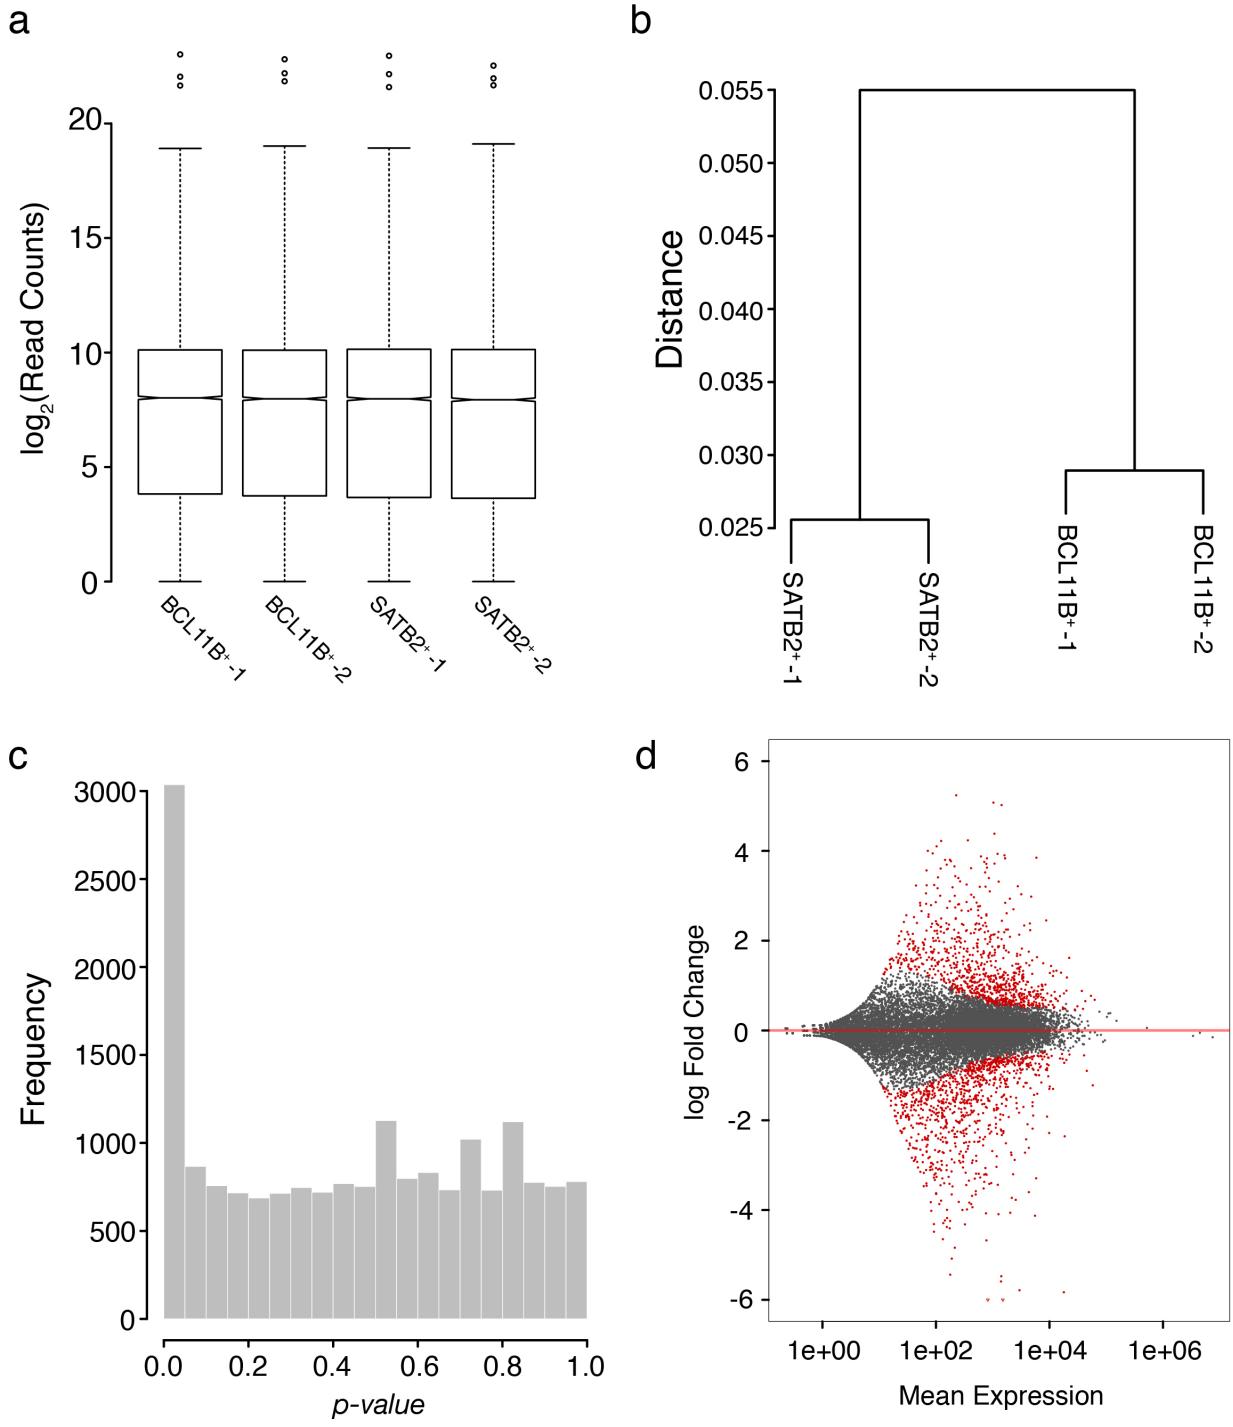 a
20
15
10
5
0
log2(Read Counts)
BCL11B+-1
BCL11B+-2
SATB2+-1
SATB2+-2
b
0.055
0.050
0.045
0.040
0.035
0.030
0.025
Distance
SATB2+-1
SATB2+-2
BCL11B+-1
BCL11B+-2
c
3000
2500
2000
1500
1000
500
0
Frequency
0.0 0.2 0.4 0.6 0.8 1.0
p-value
d
6
4
2
0
-2
-4
-6
log Fold Change
1e+00 1e+02 1e+04 1e+06
Mean Expression